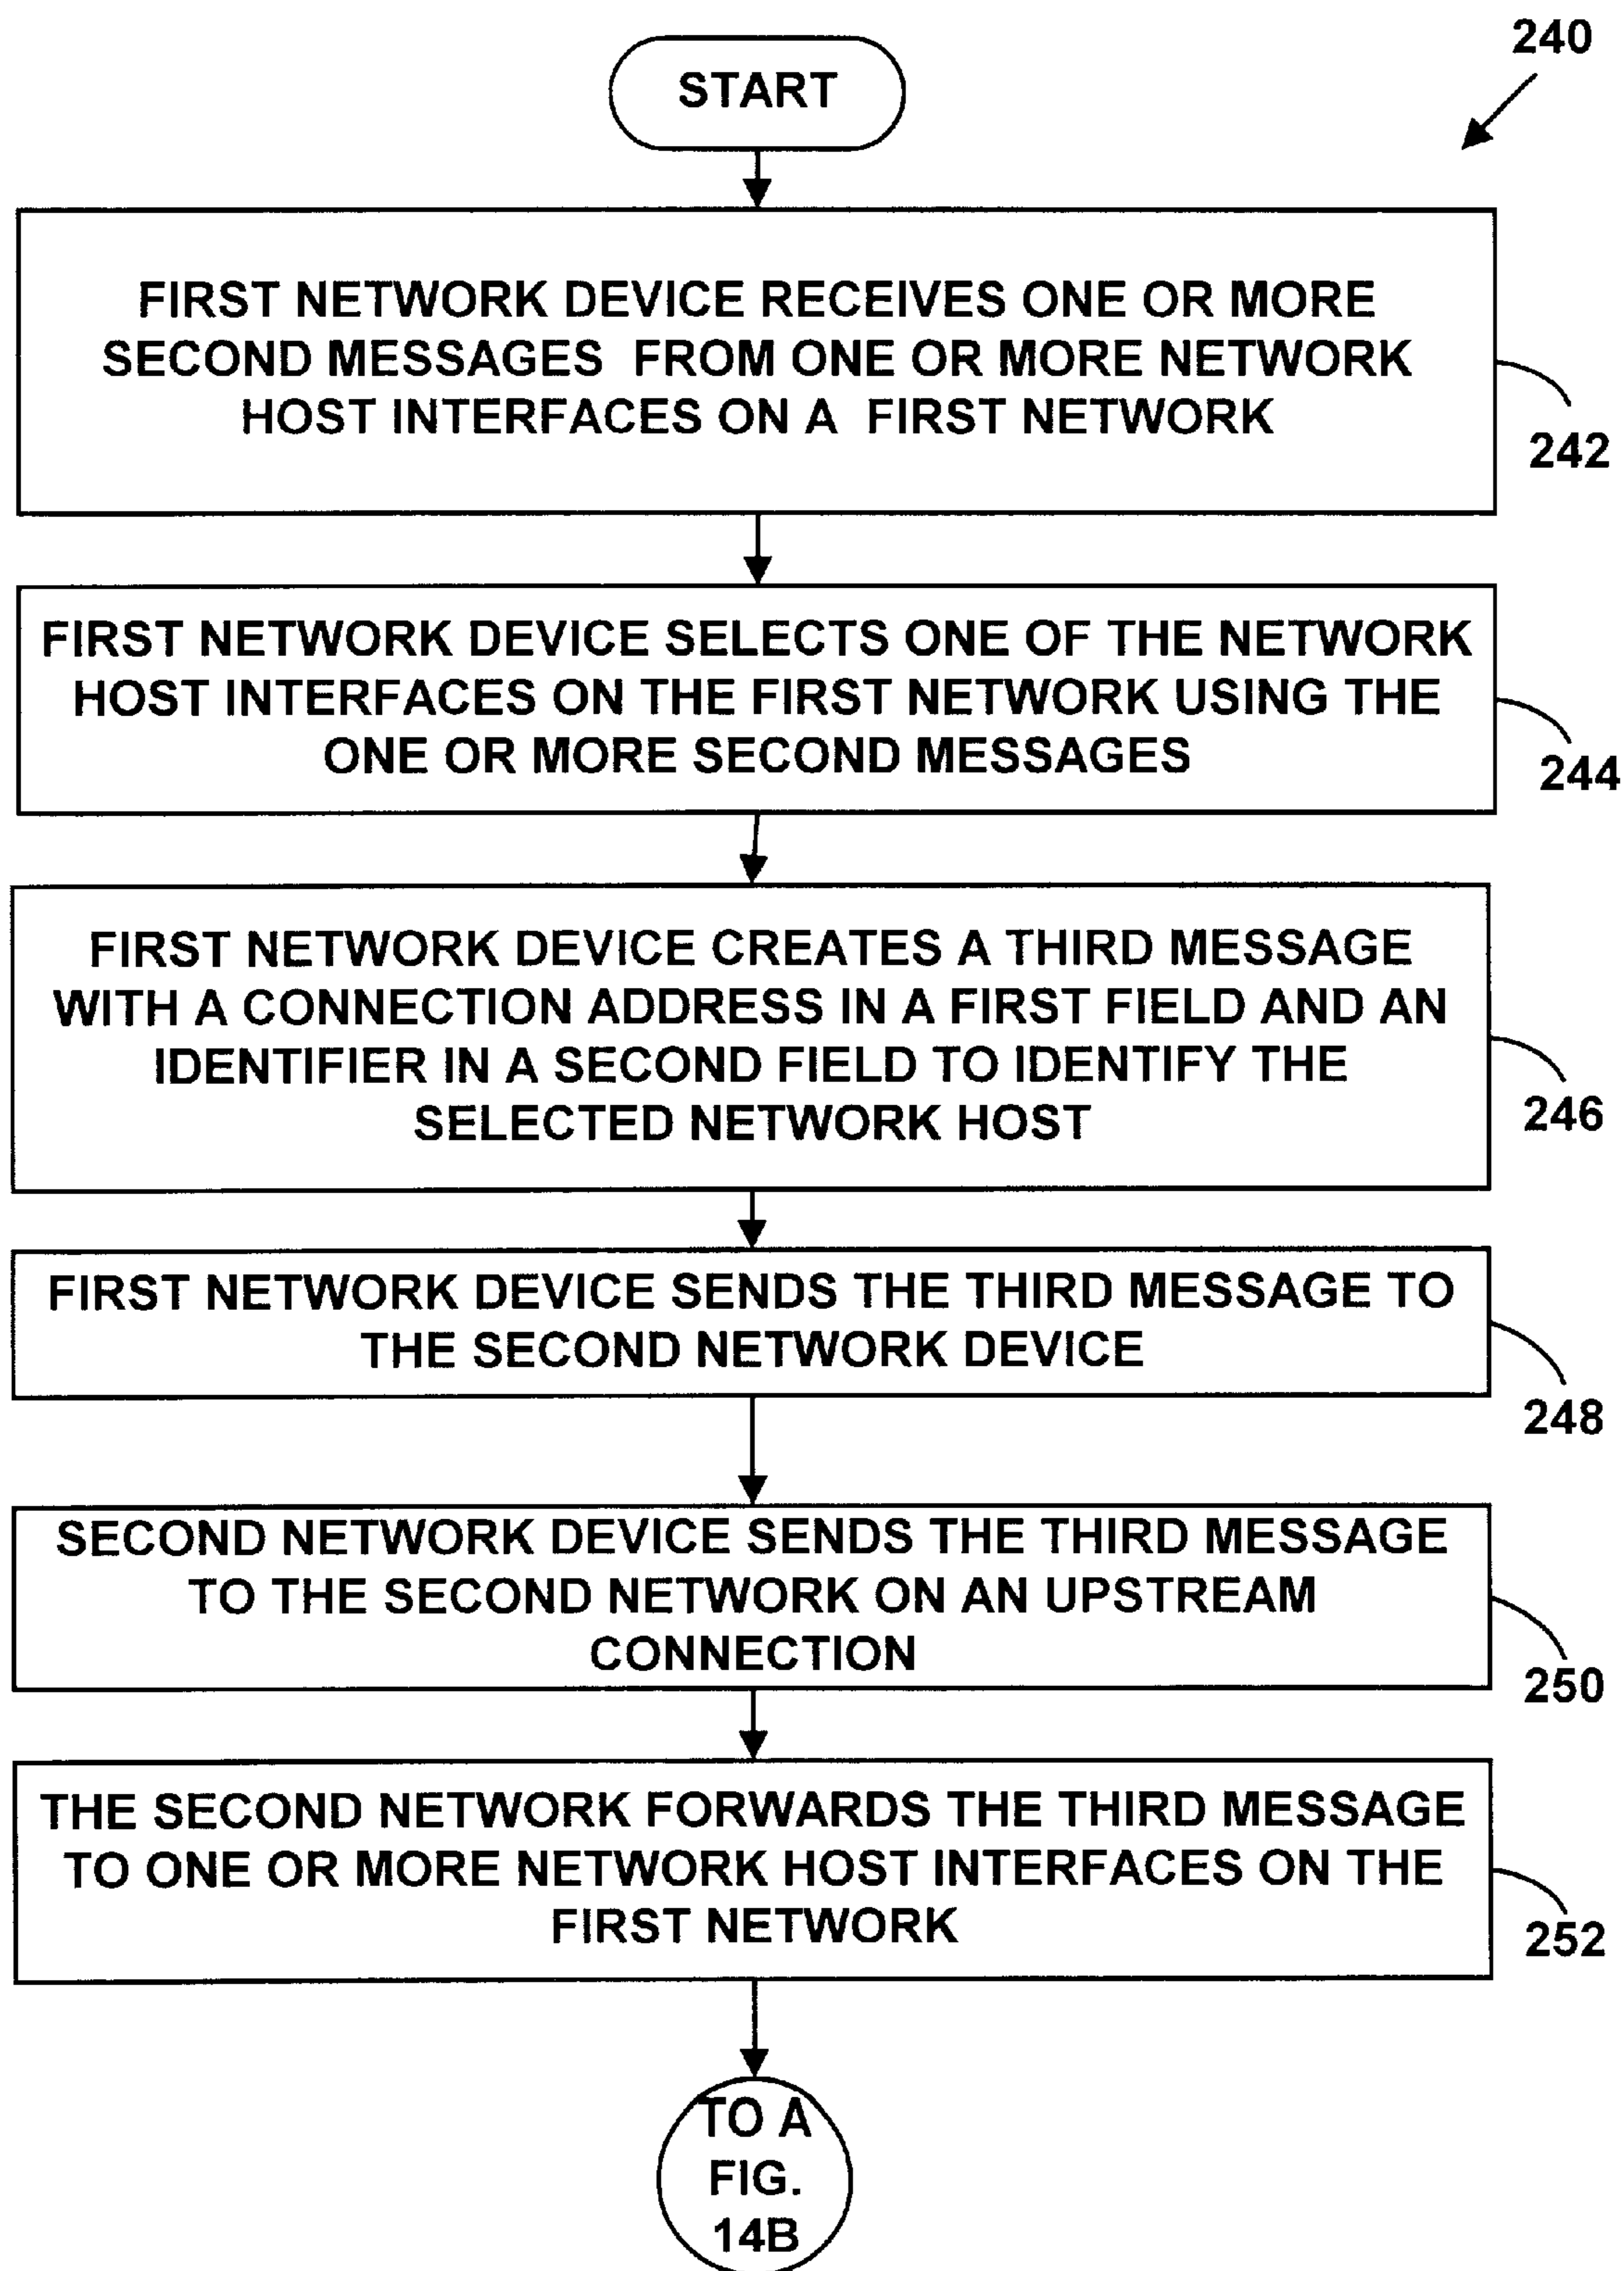 240
START
FIRST NETWORK DEVICE RECEIVES ONE OR MORE
SECOND MESSAGES FROM ONE OR MORE NETWORK
HOST INTERFACES ON A FIRST NETWORK
242
FIRST NETWORK DEVICE SELECTS ONE OF THE NETWORK
HOST INTERFACES ON THE FIRST NETWORK USING THE
ONE OR MORE SECOND MESSAGES
244
FIRST NETWORK DEVICE CREATES A THIRD MESSAGE
WITH A CONNECTION ADDRESS IN A FIRST FIELD AND AN
IDENTIFIER IN A SECOND FIELD TO IDENTIFY THE
SELECTED NETWORK HOST
246
FIRST NETWORK DEVICE SENDS THE THIRD MESSAGE TO
THE SECOND NETWORK DEVICE
248
SECOND NETWORK DEVICE SENDS THE THIRD MESSAGE
TO THE SECOND NETWORK ON AN UPSTREAM
CONNECTION
250
THE SECOND NETWORK FORWARDS THE THIRD MESSAGE
TO ONE OR MORE NETWORK HOST INTERFACES ON THE
FIRST NETWORK
252
TO A
FIG.
14B